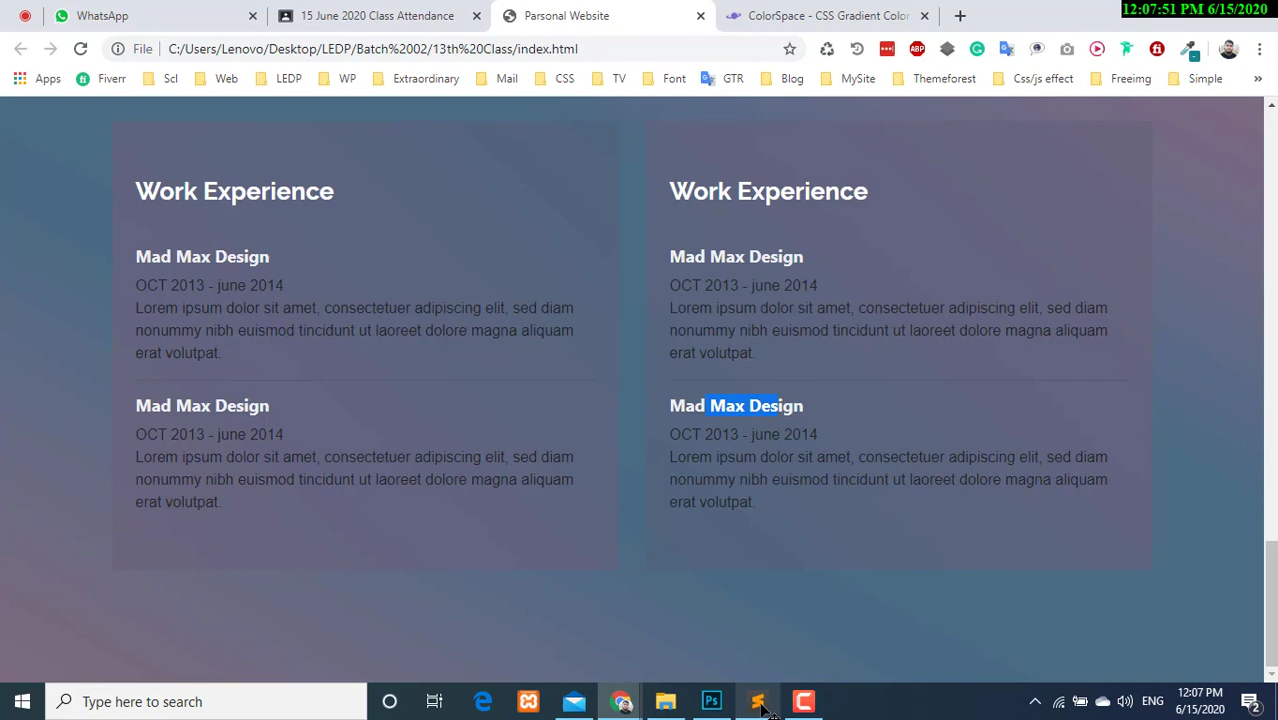 12:07:51 PM 6/15/2020
WhatsApp
15 June 2020 Class Attendance
Personal Website
ColorSpace - CSS Gradient Color
File
C:/Users/Lenovo/Desktop/LEDP/Batch%2002/13th%20Class/index.html
Apps Fiverr Scl Web LEDP WP Extraordinary Mail CSS TV Font GTR Blog MySite Themeforest Css/js effect Freeimg Simple
Work Experience
Mad Max Design
OCT 2013 - june 2014
Lorem ipsum dolor sit amet, consectetuer adipiscing elit, sed diam
nonummy nibh euismod tincidunt ut laoreet dolore magna aliquam
erat volutpat.
Mad Max Design
OCT 2013 - june 2014
Lorem ipsum dolor sit amet, consectetuer adipiscing elit, sed diam
nonummy nibh euismod tincidunt ut laoreet dolore magna aliquam
erat volutpat.
Work Experience
Mad Max Design
OCT 2013 - june 2014
Lorem ipsum dolor sit amet, consectetuer adipiscing elit, sed diam
nonummy nibh euismod tincidunt ut laoreet dolore magna aliquam
erat volutpat.
Mad Max Design
OCT 2013 - june 2014
Lorem ipsum dolor sit amet, consectetuer adipiscing elit, sed diam
nonummy nibh euismod tincidunt ut laoreet dolore magna aliquam
erat volutpat.
Type here to search
Ps
ENG
12:07 PM
6/15/2020
2